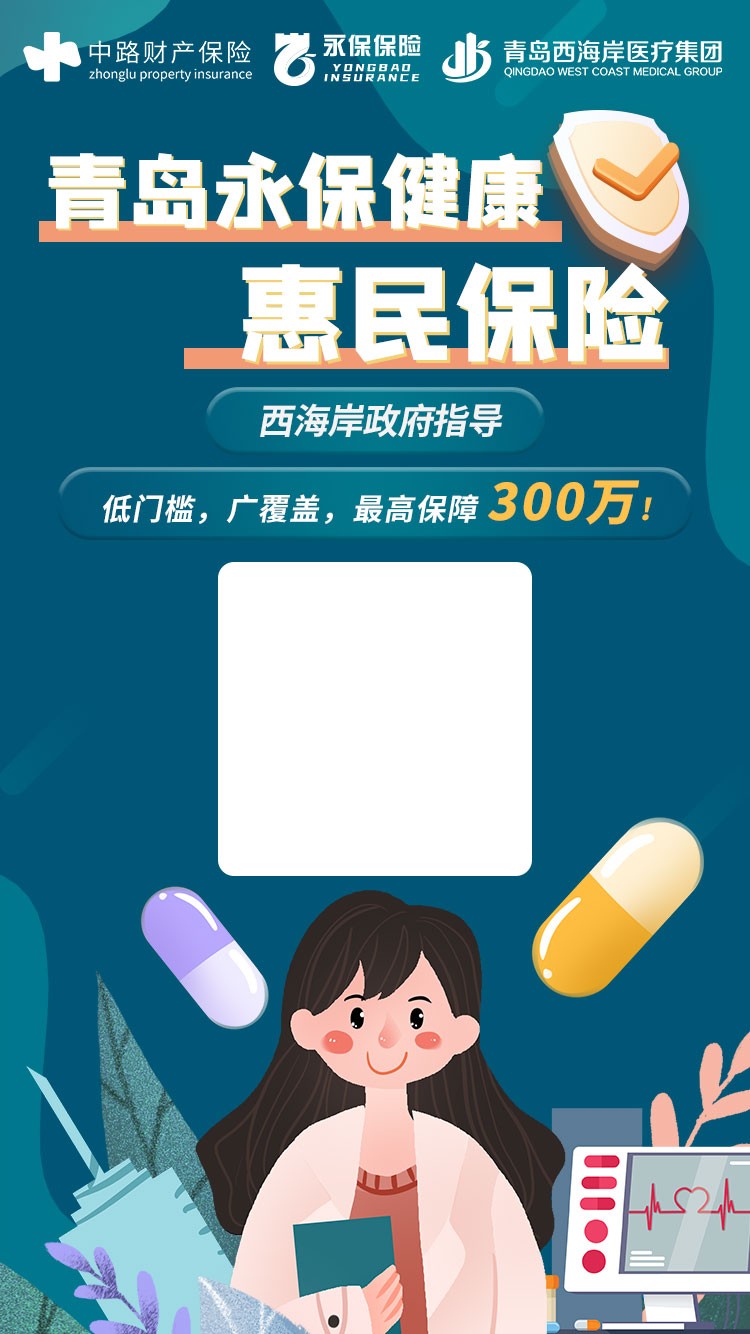 中路财产保险
zhonglu property insurance
永保保险
YONGBAO
INSURANCE
青岛西海岸医疗集团
QINGDAO WEST COAST MEDICAL GROUP
青岛永保健康
惠民保险
西海岸政府指导
低门槛，广覆盖，最高保障 300万！